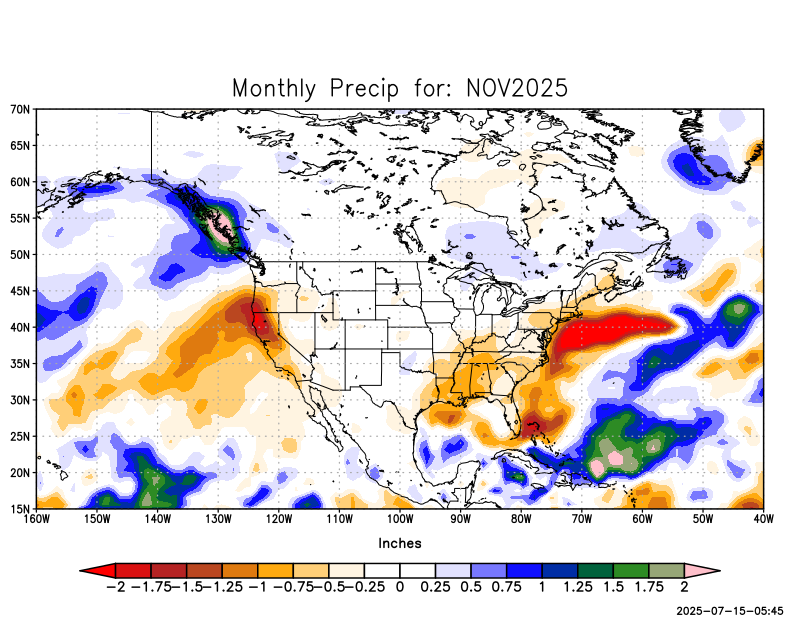 Monthly Precip for: NOV2025
70N
65N
60N
55N
50N
45N
40N
35N
30N
25N
20N
15N
160W 150W 140W 130W 120W 110W 100W 90W 80W 70W 60W 50W 40W
Inches
-2 -1.75 -1.5 -1.25 -1 -0.75 -0.5 -0.25 0 0.25 0.5 0.75 1 1.25 1.5 1.75 2
2025-07-15-05:45